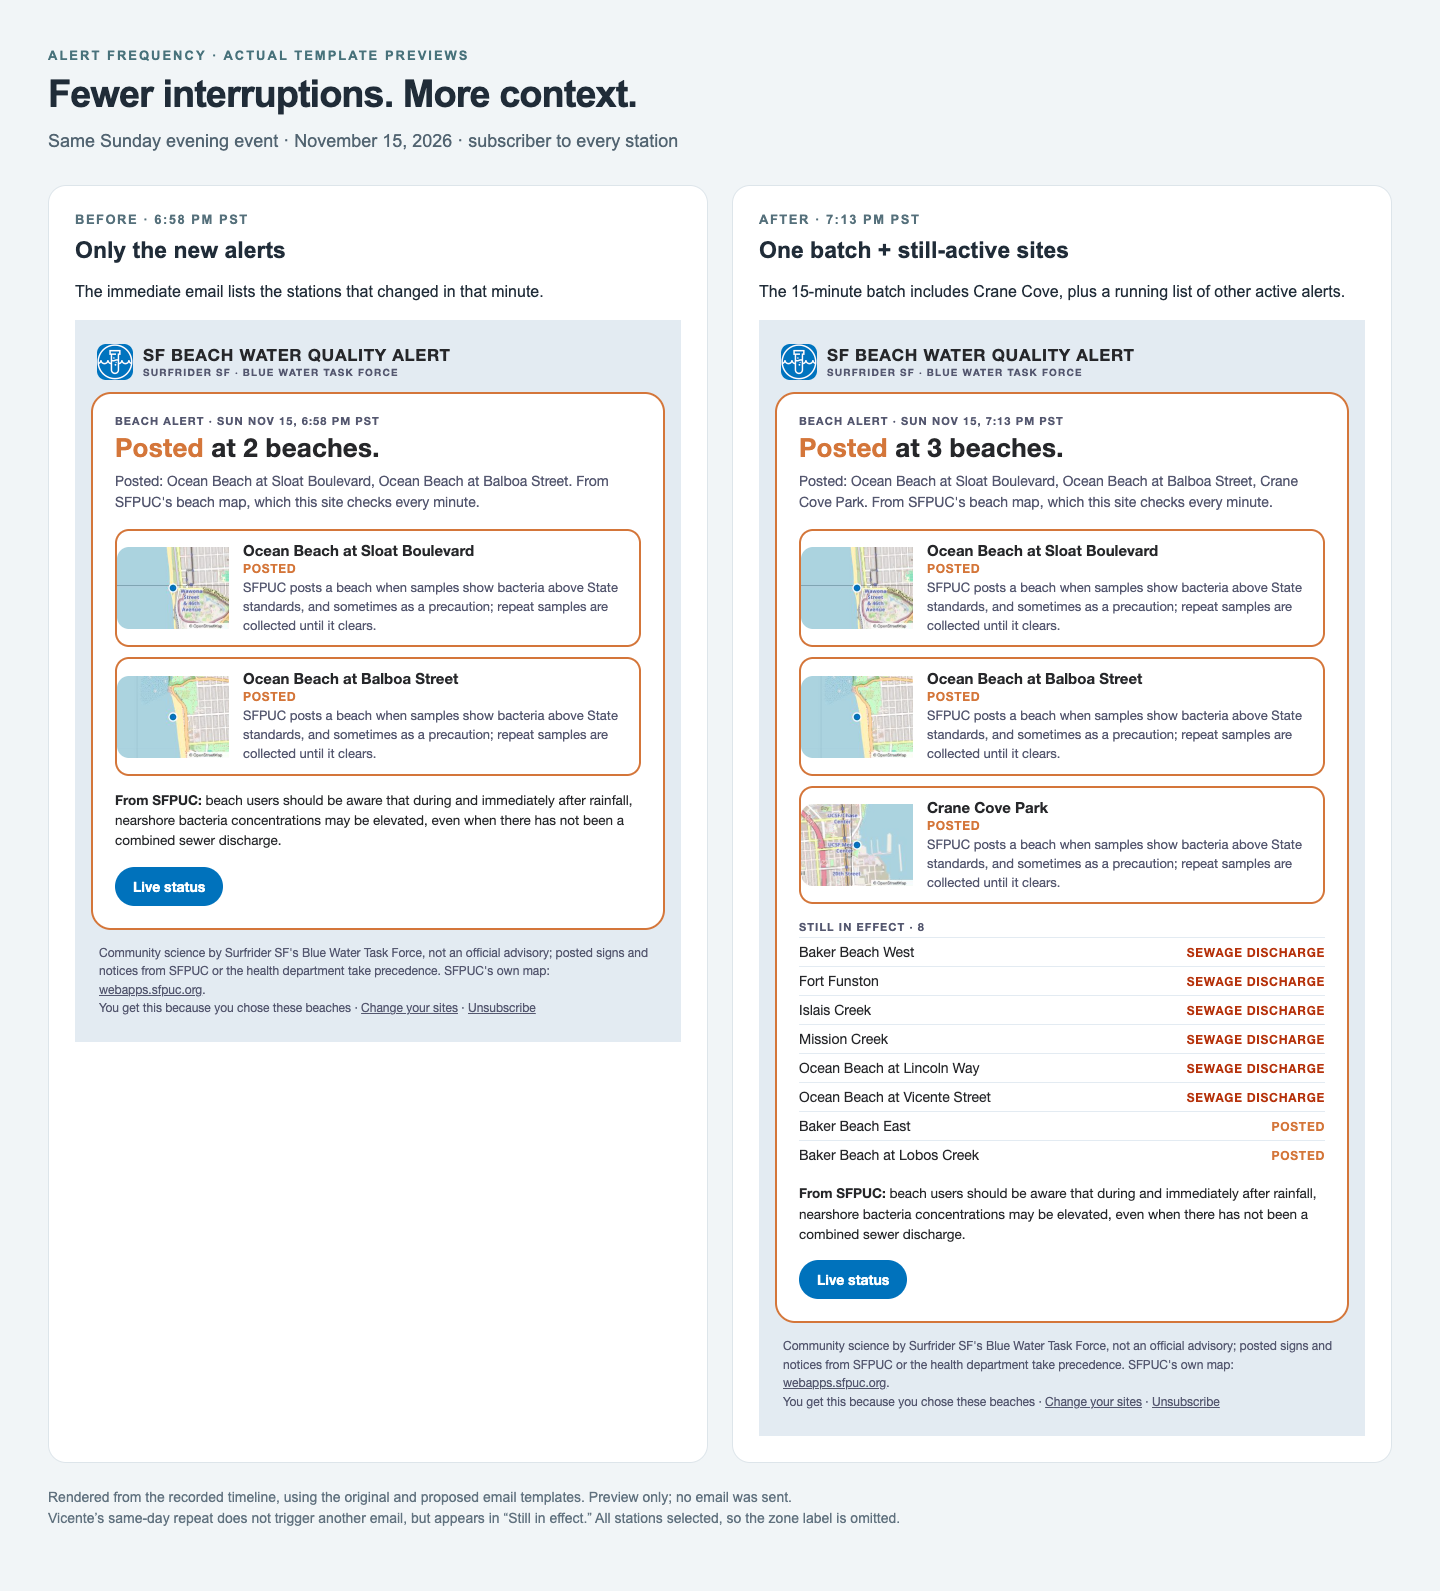 ALERT FREQUENCY · ACTUAL TEMPLATE PREVIEWS
Fewer interruptions. More context.
Same Sunday evening event · November 15, 2026 · subscriber to every station
BEFORE · 6:58 PM PST
Only the new alerts
The immediate email lists the stations that changed in that minute.
SF BEACH WATER QUALITY ALERT
SURFRIDER SF · BLUE WATER TASK FORCE
BEACH ALERT · SUN NOV 15, 6:58 PM PST
Posted at 2 beaches.
Posted: Ocean Beach at Sloat Boulevard, Ocean Beach at Balboa Street. From
SFPUC's beach map, which this site checks every minute.
Ocean Beach at Sloat Boulevard
POSTED
SFPUC posts a beach when samples show bacteria above State
standards, and sometimes as a precaution; repeat samples are
collected until it clears.
© OpenStreetMap
Ocean Beach at Balboa Street
POSTED
SFPUC posts a beach when samples show bacteria above State
standards, and sometimes as a precaution; repeat samples are
collected until it clears.
© OpenStreetMap
From SFPUC: beach users should be aware that during and immediately after rainfall,
nearshore bacteria concentrations may be elevated, even when there has not been a
combined sewer discharge.
Live status
Community science by Surfrider SF's Blue Water Task Force, not an official advisory; posted signs and
notices from SFPUC or the health department take precedence. SFPUC's own map:
webapps.sfpuc.org.
You get this because you chose these beaches · Change your sites · Unsubscribe
AFTER · 7:13 PM PST
One batch + still-active sites
The 15-minute batch includes Crane Cove, plus a running list of other active alerts.
SF BEACH WATER QUALITY ALERT
SURFRIDER SF · BLUE WATER TASK FORCE
BEACH ALERT · SUN NOV 15, 7:13 PM PST
Posted at 3 beaches.
Posted: Ocean Beach at Sloat Boulevard, Ocean Beach at Balboa Street, Crane
Cove Park. From SFPUC's beach map, which this site checks every minute.
Ocean Beach at Sloat Boulevard
POSTED
SFPUC posts a beach when samples show bacteria above State
standards, and sometimes as a precaution; repeat samples are
collected until it clears.
© OpenStreetMap
Ocean Beach at Balboa Street
POSTED
SFPUC posts a beach when samples show bacteria above State
standards, and sometimes as a precaution; repeat samples are
collected until it clears.
© OpenStreetMap
Crane Cove Park
POSTED
SFPUC posts a beach when samples show bacteria above State
standards, and sometimes as a precaution; repeat samples are
collected until it clears.
© OpenStreetMap
STILL IN EFFECT · 8
Baker Beach West SEWAGE DISCHARGE
Fort Funston SEWAGE DISCHARGE
Islais Creek SEWAGE DISCHARGE
Mission Creek SEWAGE DISCHARGE
Ocean Beach at Lincoln Way SEWAGE DISCHARGE
Ocean Beach at Vicente Street SEWAGE DISCHARGE
Baker Beach East POSTED
Baker Beach at Lobos Creek POSTED
From SFPUC: beach users should be aware that during and immediately after rainfall,
nearshore bacteria concentrations may be elevated, even when there has not been a
combined sewer discharge.
Live status
Community science by Surfrider SF's Blue Water Task Force, not an official advisory; posted signs and
notices from SFPUC or the health department take precedence. SFPUC's own map:
webapps.sfpuc.org.
You get this because you chose these beaches · Change your sites · Unsubscribe
Rendered from the recorded timeline, using the original and proposed email templates. Preview only; no email was sent.
Vicente’s same-day repeat does not trigger another email, but appears in “Still in effect.” All stations selected, so the zone label is omitted.